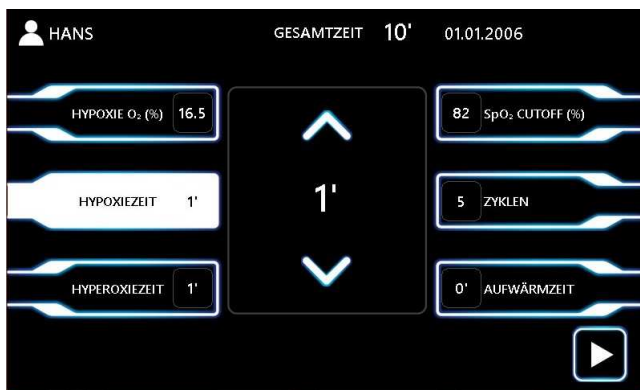 HANS GESAMTZEIT 10' 01.01.2006
HYPOXIE O₂ (%) 16.5
HYPOXIEZEIT 1'
HYPEROXIEZEIT 1'
1'
82 SpO₂ CUTOFF (%)
5 ZYKLEN
0' AUFWÄRMZEIT